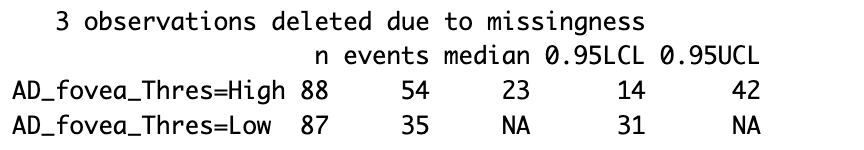 3 observations deleted due to missingness
n events median 0.95LCL 0.95UCL
AD_fovea_Thres=High 88 54 23 14 42
AD_fovea_Thres=Low 87 35 NA 31 NA